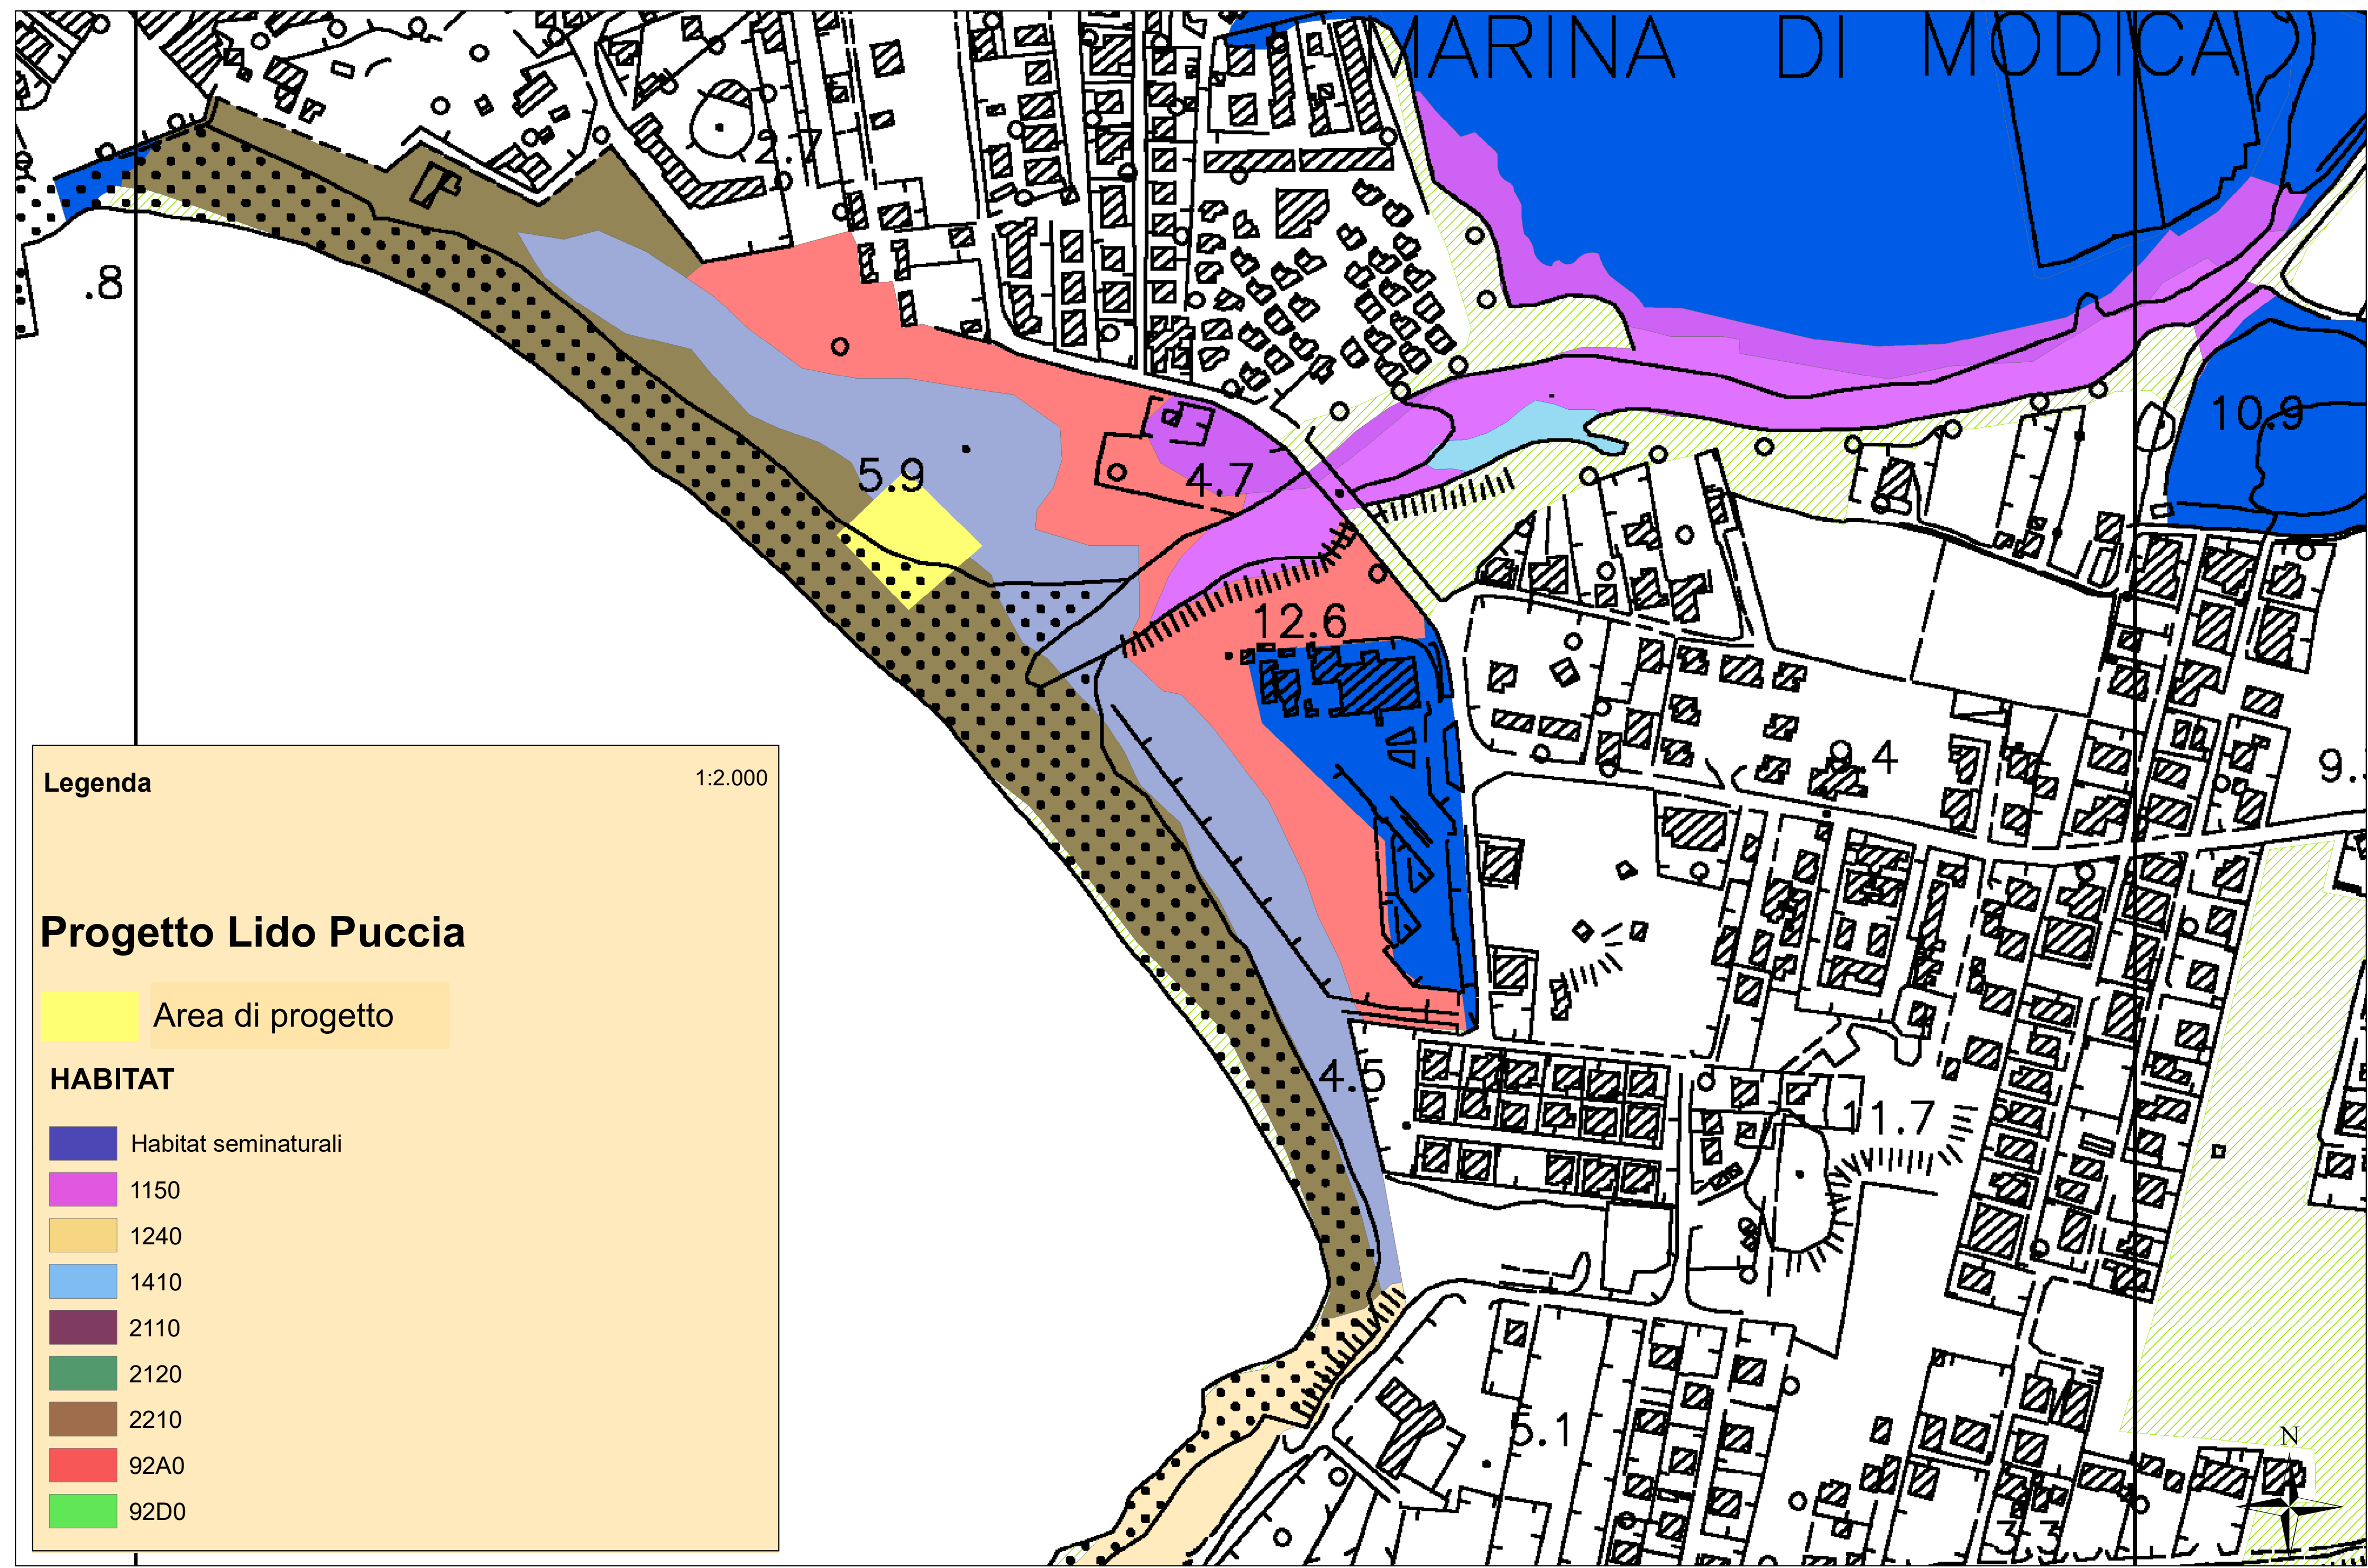 MARINA DI MODICA
2.7
.8
10.9
5.9
4.7
12.6
9.4
9.
4.5
11.7
5.1
3.3
N
Legenda
1:2.000
Progetto Lido Puccia
Area di progetto
HABITAT
Habitat seminaturali
1150
1240
1410
2110
2120
2210
92A0
92D0